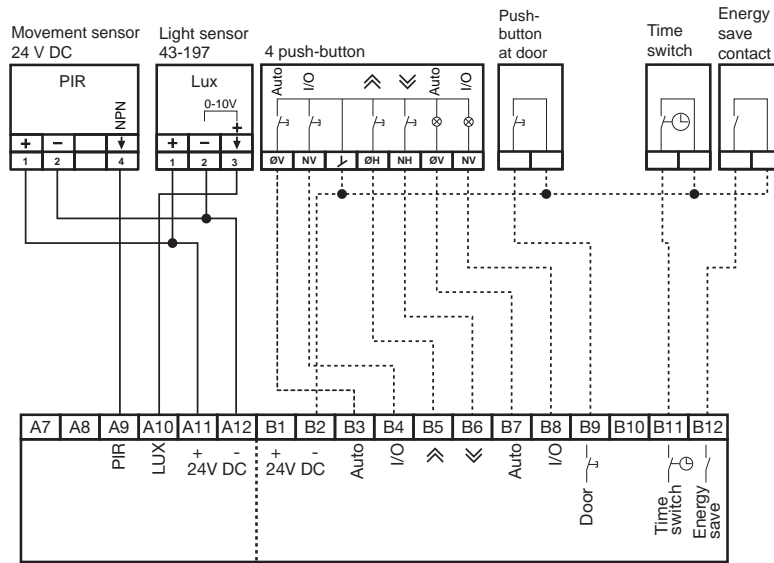 Movement sensor
24 V DC
Light sensor
43-197
4 push-button
Push-
button
at door
Time
switch
Energy
save
contact
PIR
NPN
Lux
0-10V
+
Auto
I/O
Auto
I/O
+ −
1 2 4
+ −
1 2 3
ØV NV ØH NH ØV NV
A7 A8 A9 A10 A11 A12 B1 B2 B3 B4 B5 B6 B7 B8 B9 B10 B11 B12
PIR
LUX
+ -
24V DC
+ -
24V DC
Auto
I/O
Auto
I/O
Door
Time
switch
Energy
save